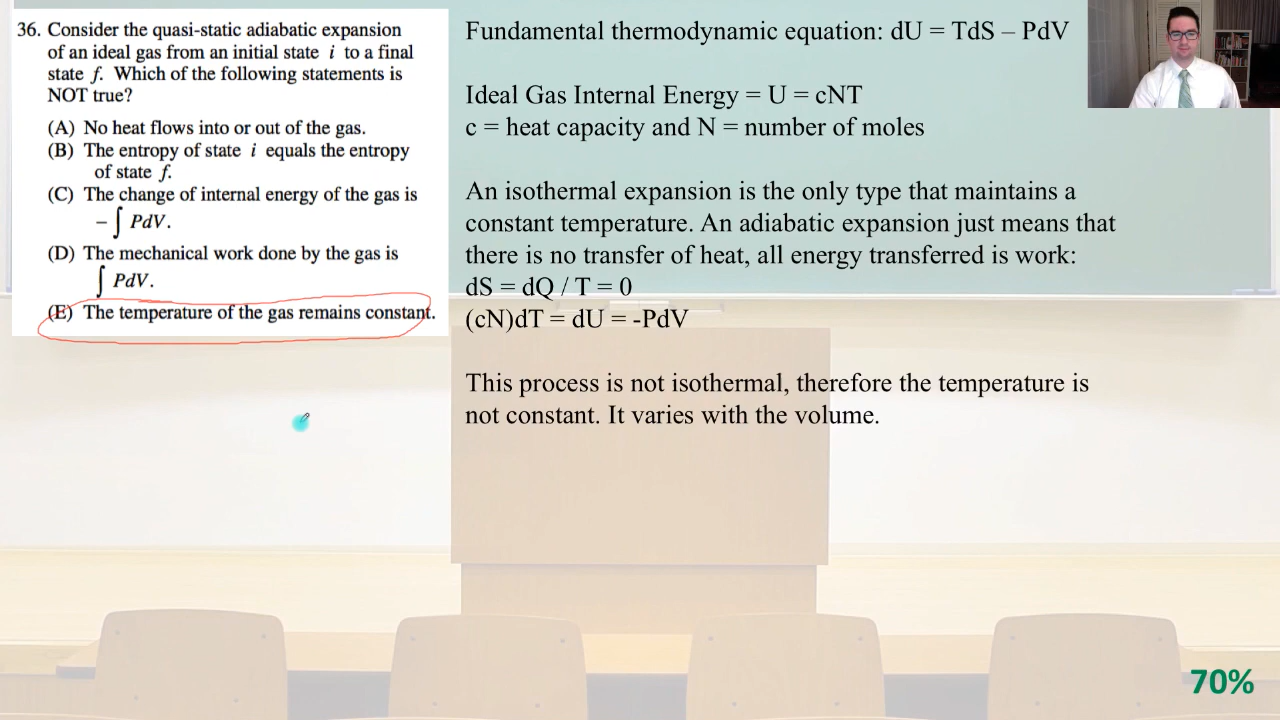 36. Consider the quasi-static adiabatic expansion
of an ideal gas from an initial state i to a final
state f. Which of the following statements is
NOT true?
(A) No heat flows into or out of the gas.
(B) The entropy of state i equals the entropy
of state f.
(C) The change of internal energy of the gas is
− ∫ PdV.
(D) The mechanical work done by the gas is
∫ PdV.
(E) The temperature of the gas remains constant.
Fundamental thermodynamic equation: dU = TdS – PdV
Ideal Gas Internal Energy = U = cNT
c = heat capacity and N = number of moles
An isothermal expansion is the only type that maintains a
constant temperature. An adiabatic expansion just means that
there is no transfer of heat, all energy transferred is work:
dS = dQ / T = 0
(cN)dT = dU = -PdV
This process is not isothermal, therefore the temperature is
not constant. It varies with the volume.
70%